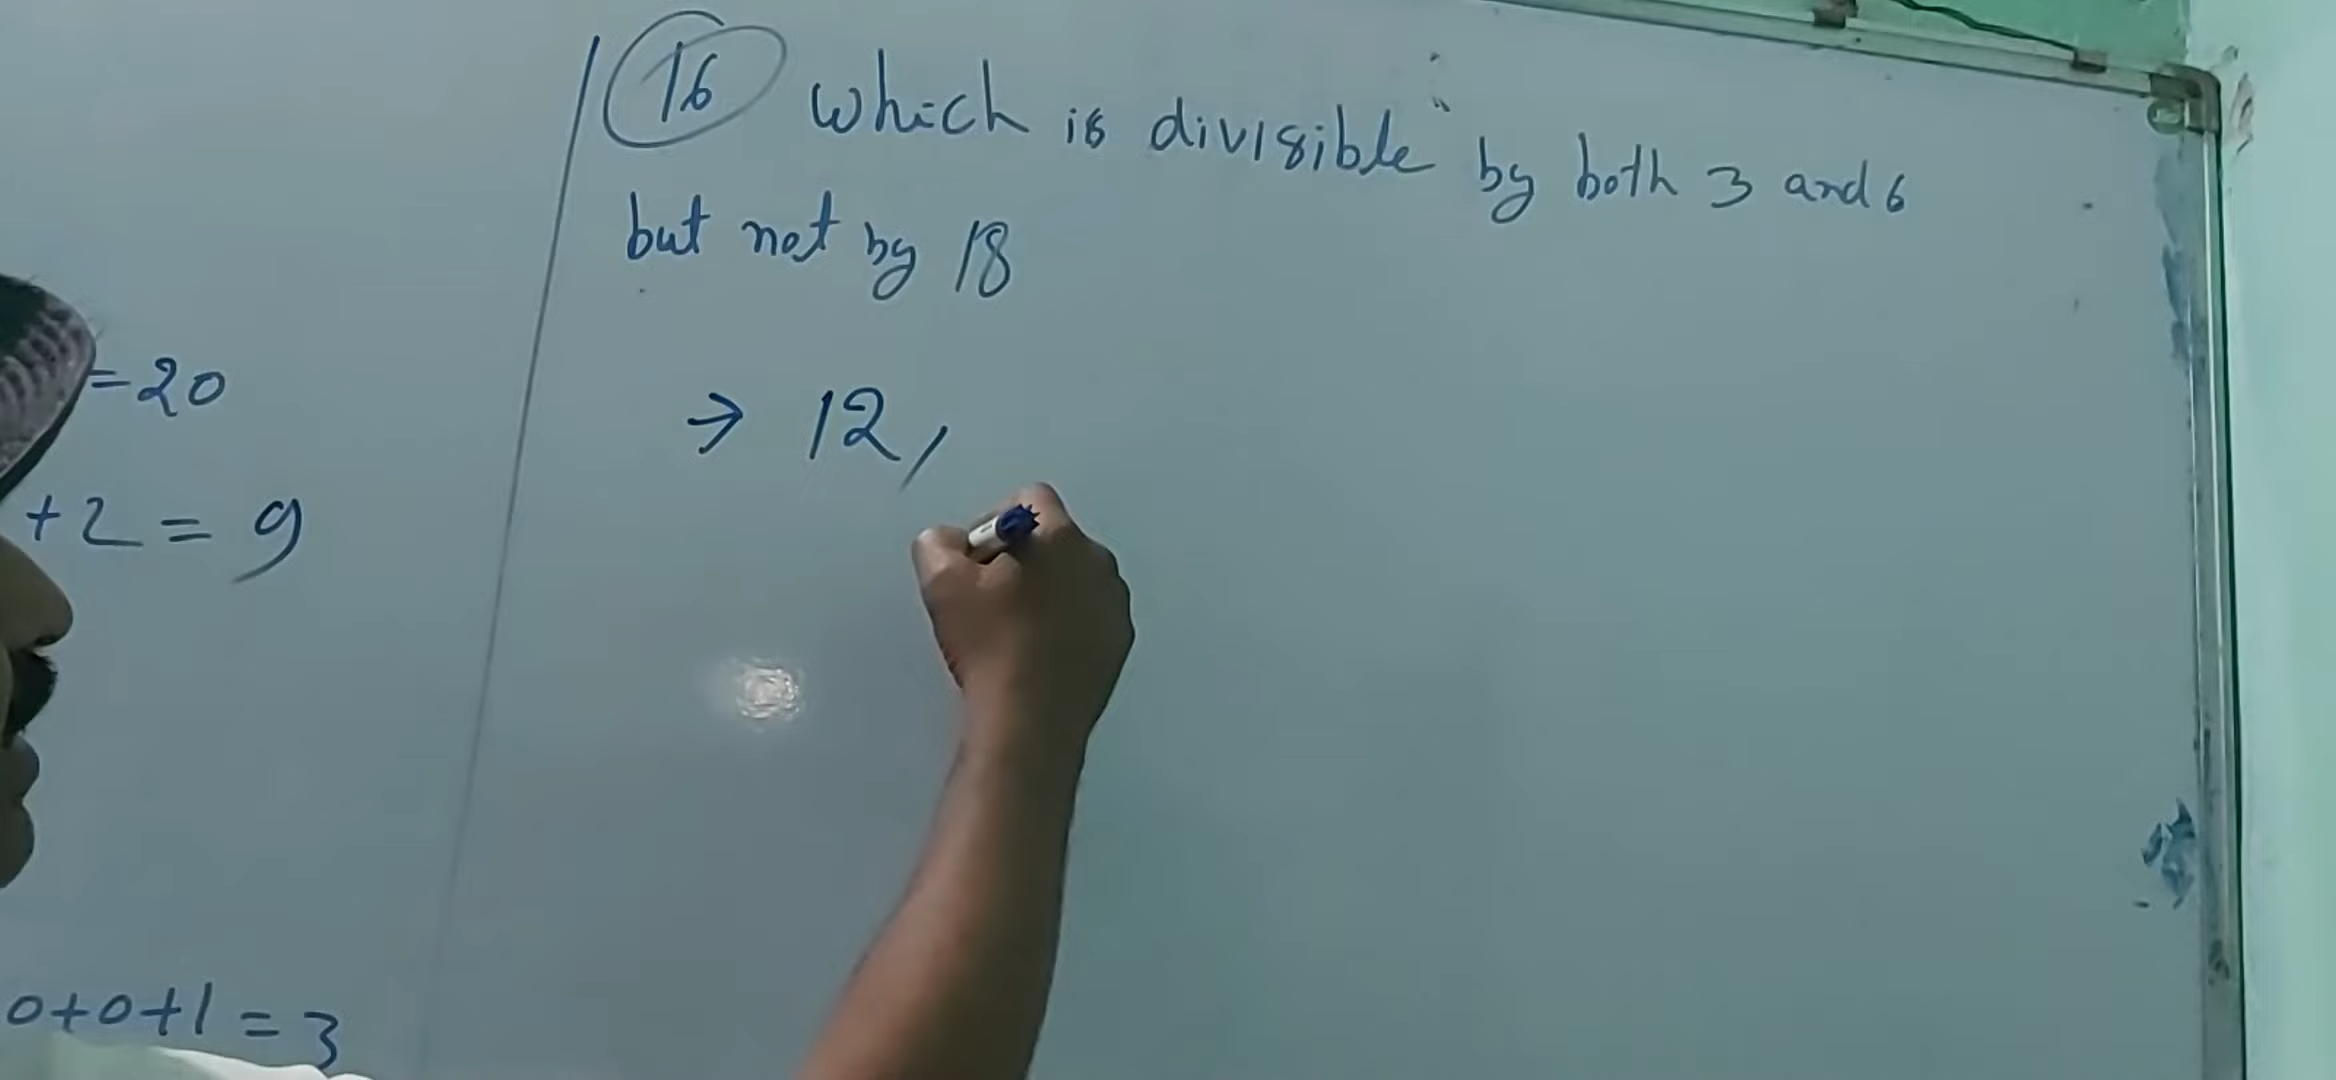 =20
+2=9
0+0+1=3
16 which is divisible by both 3 and 6
but not by 18
→ 12,